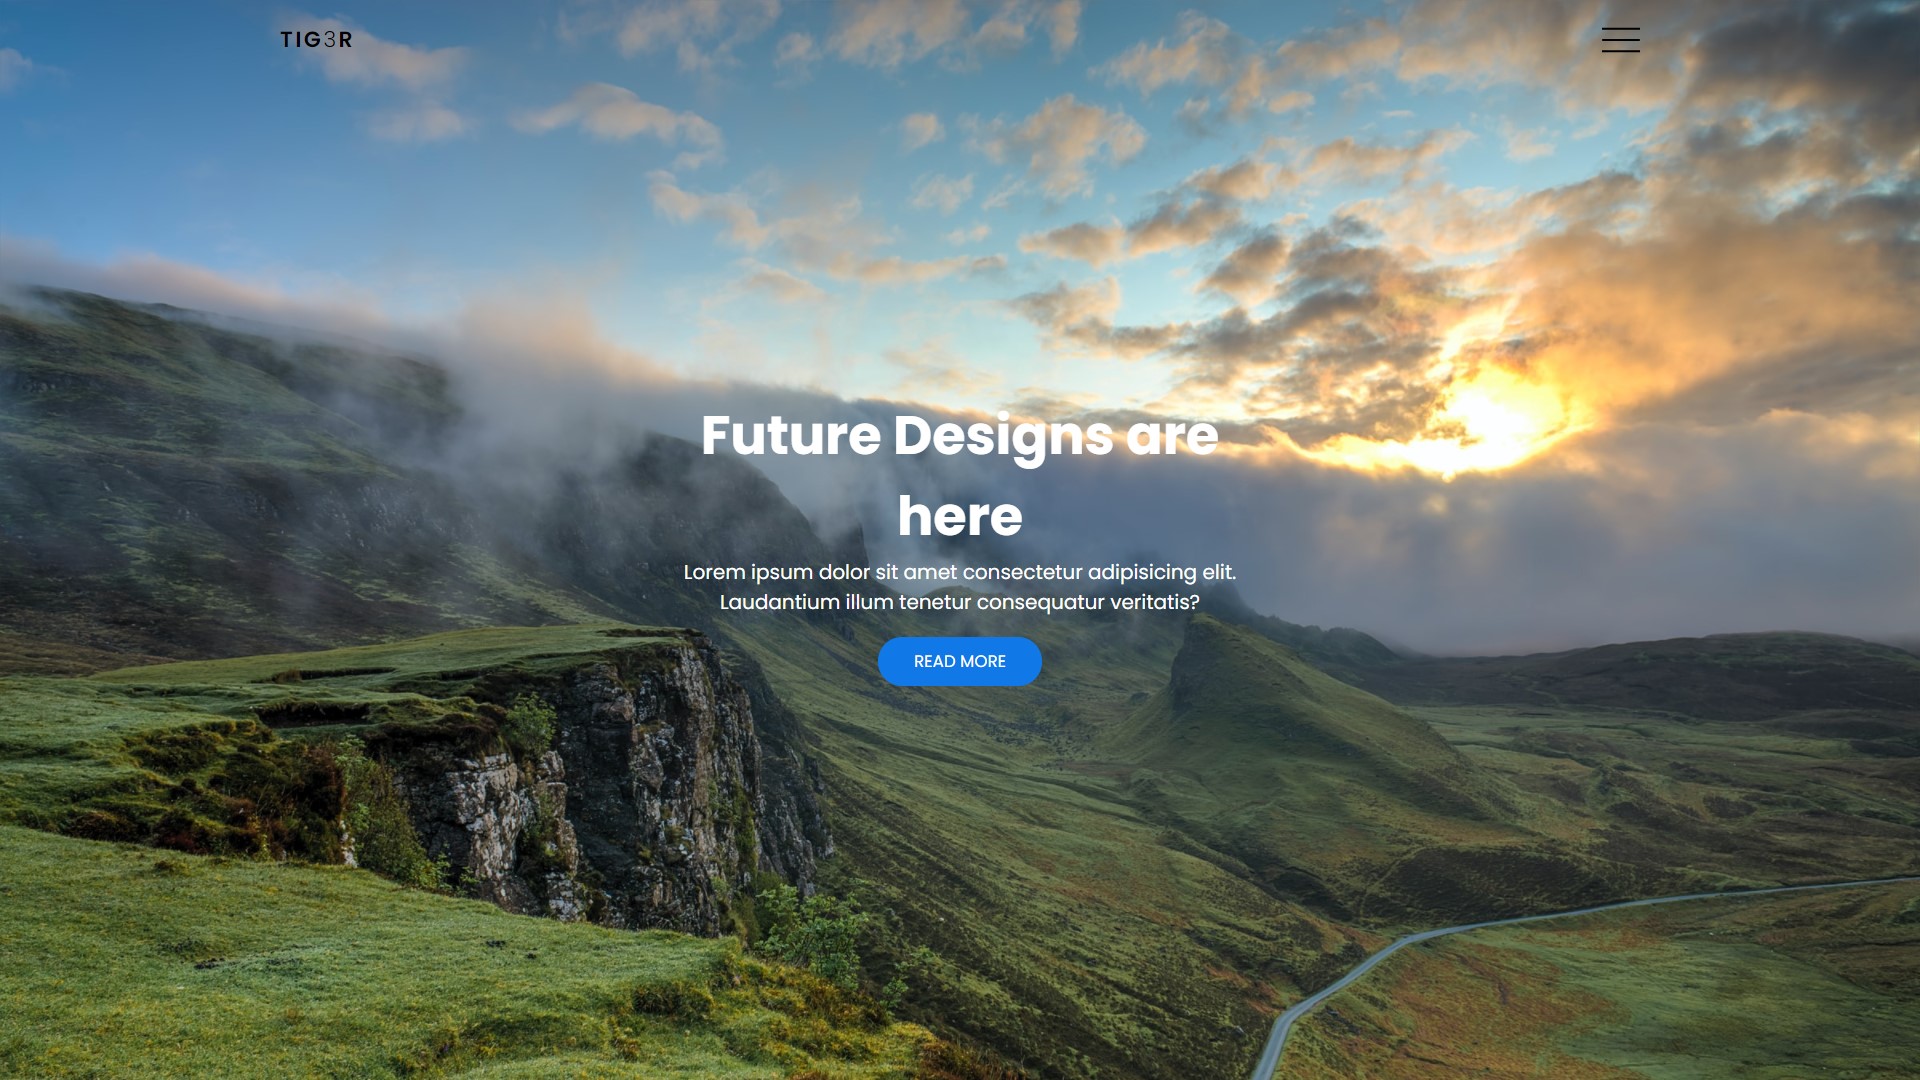 TIG3R
Future Designs are
here
Lorem ipsum dolor sit amet consectetur adipisicing elit.
Laudantium illum tenetur consequatur veritatis?
READ MORE